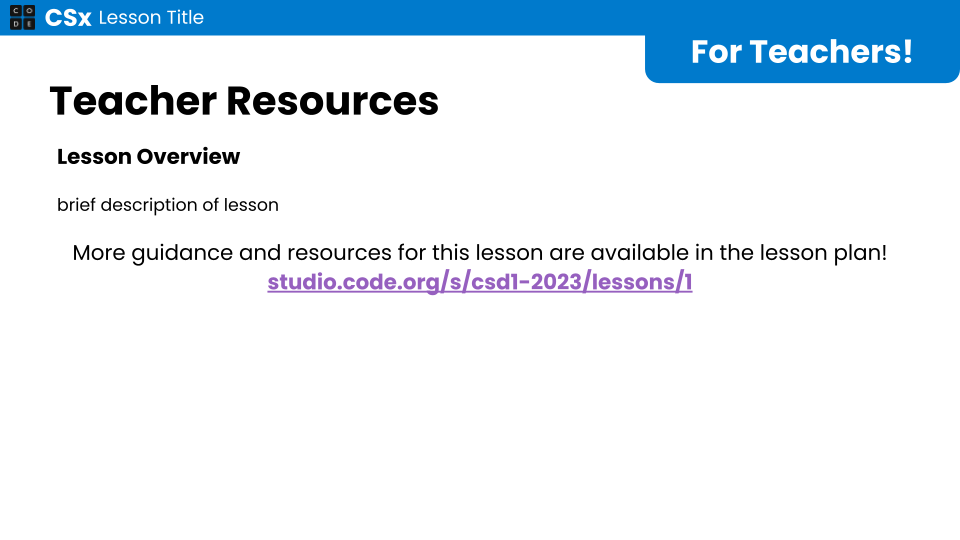 C O
D E
CSx Lesson Title
For Teachers!
Teacher Resources
Lesson Overview
brief description of lesson
More guidance and resources for this lesson are available in the lesson plan!
studio.code.org/s/csd1-2023/lessons/1